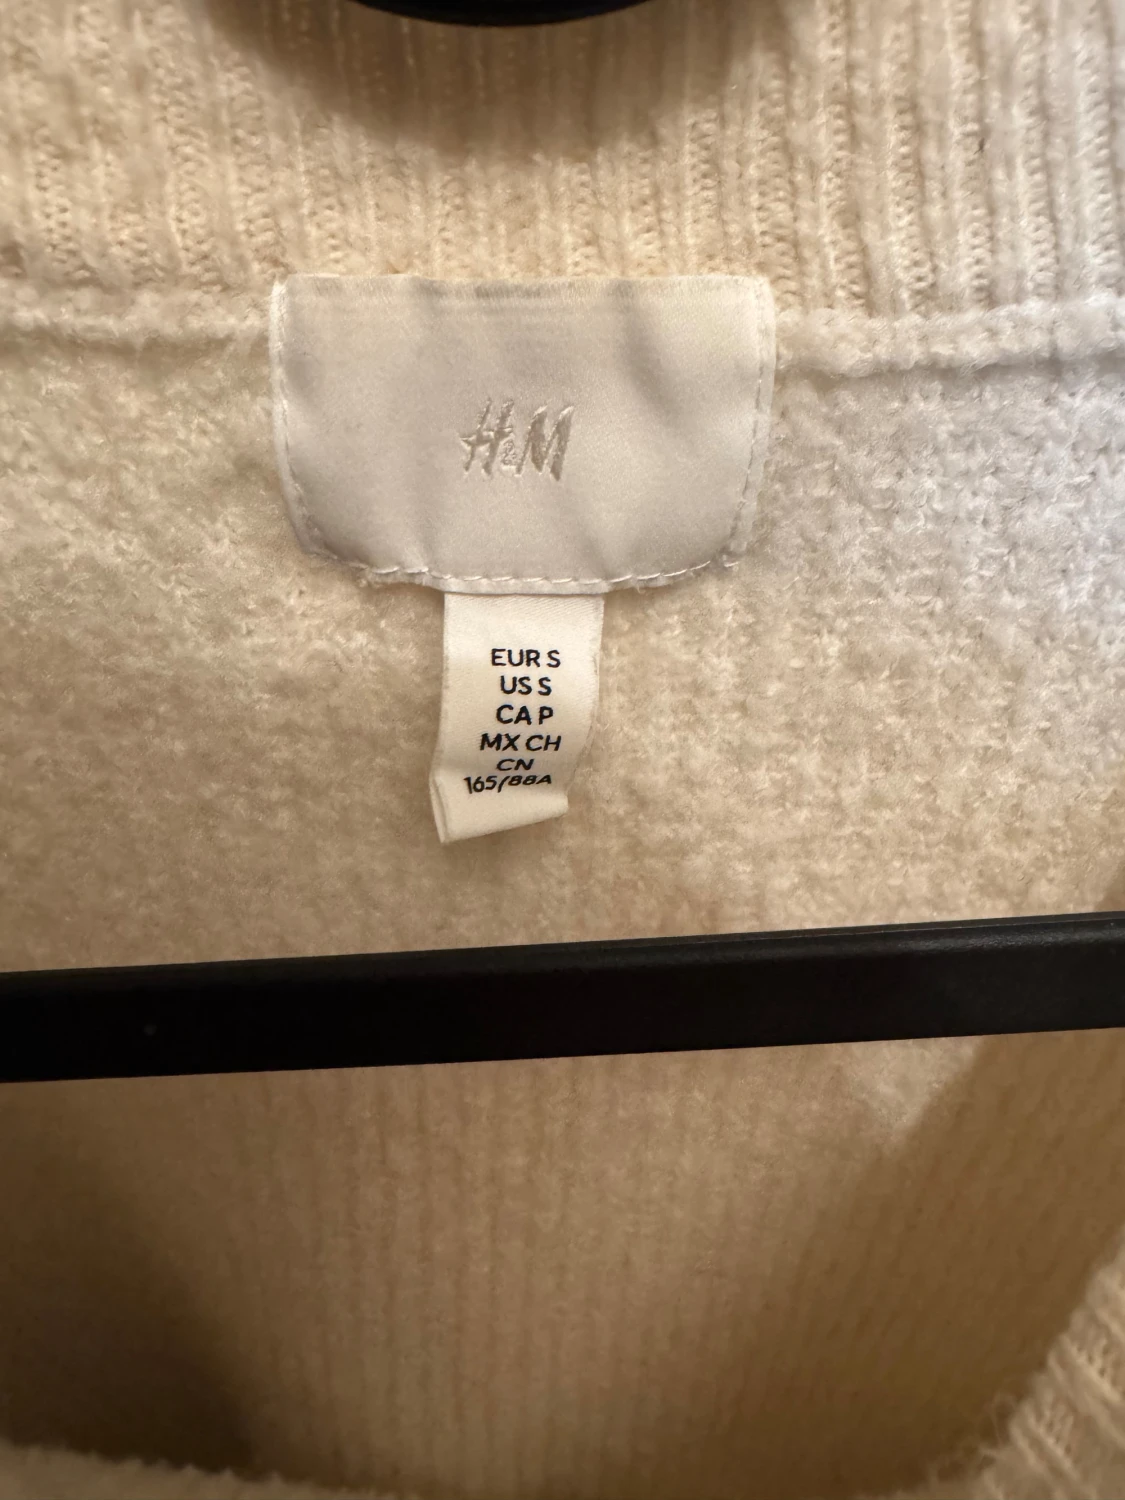 H&M
EUR S
US S
CA P
MX CH
CN
165/88A